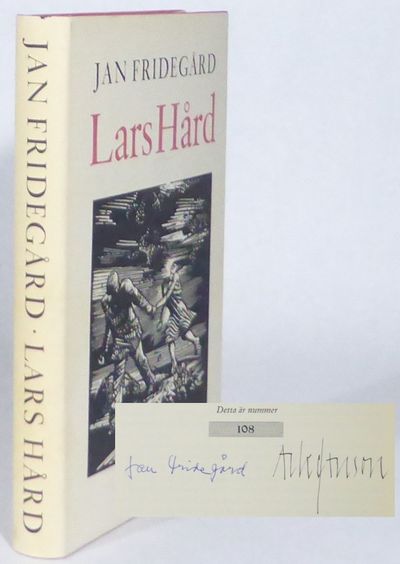 JAN FRIDEGÅRD · LARS HÅRD
JAN FRIDEGÅRD
Lars Hård
Detta är nummer
108
Jan Fridegård